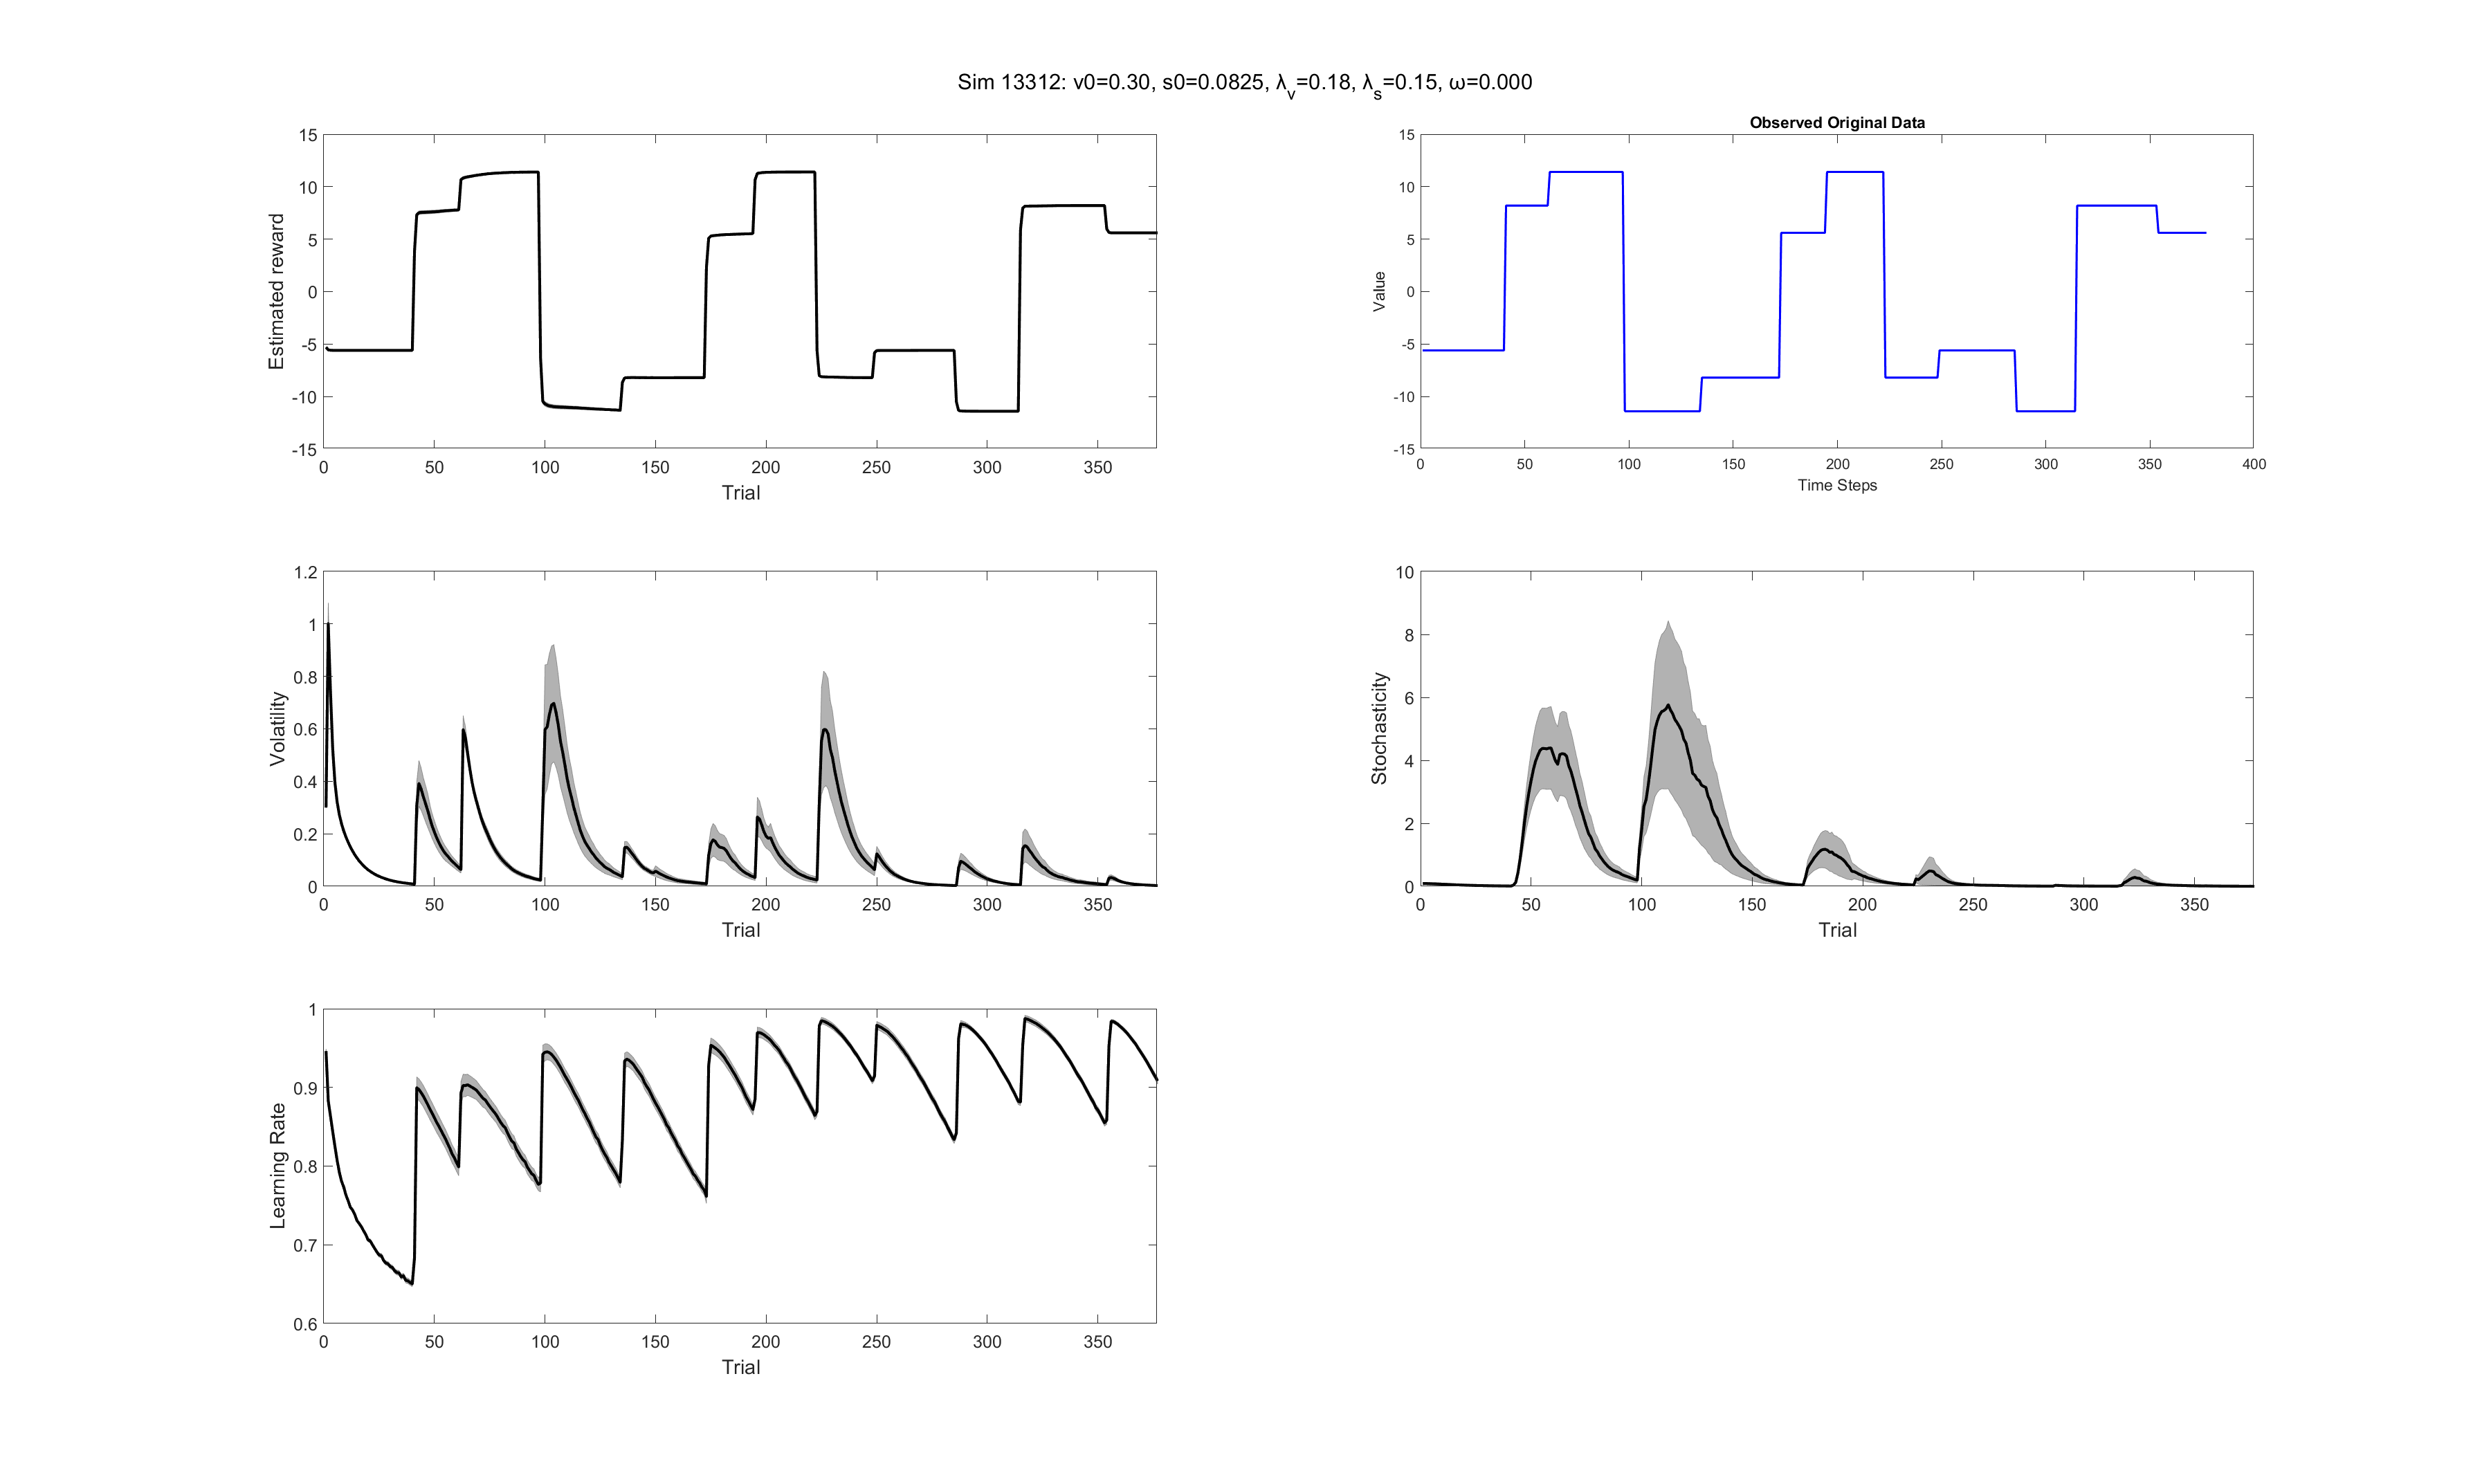 Sim 13312: v0=0.30, s0=0.0825, λv=0.18, λs=0.15, ω=0.000
15
10
5
0
-5
-10
-15
Estimated reward
0 50 100 150 200 250 300 350
Trial
Observed Original Data
15
10
5
0
-5
-10
-15
Value
0 50 100 150 200 250 300 350 400
Time Steps
1.2
1
0.8
0.6
0.4
0.2
0
Volatility
0 50 100 150 200 250 300 350
Trial
10
8
6
4
2
0
Stochasticity
0 50 100 150 200 250 300 350
Trial
1
0.9
0.8
0.7
0.6
Learning Rate
0 50 100 150 200 250 300 350
Trial